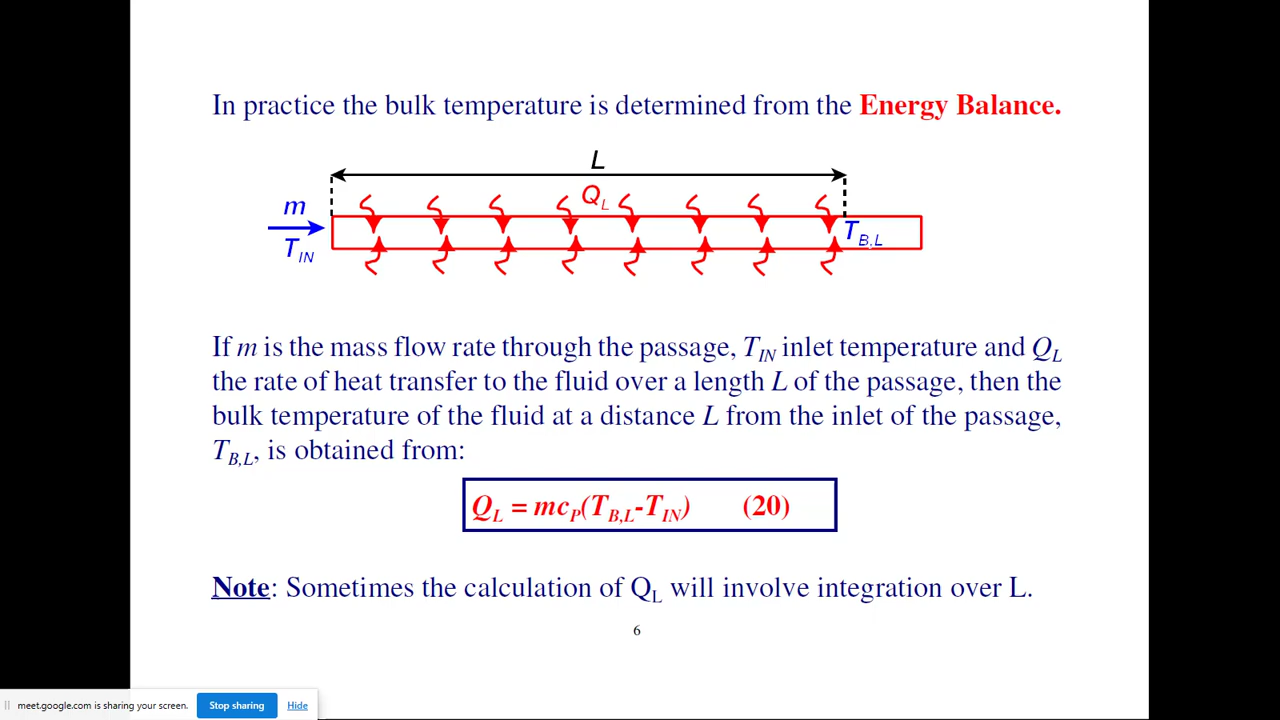 In practice the bulk temperature is determined from the Energy Balance.
L
Q_L
m
T_IN
T_B,L
If m is the mass flow rate through the passage, T_IN inlet temperature and Q_L
the rate of heat transfer to the fluid over a length L of the passage, then the
bulk temperature of the fluid at a distance L from the inlet of the passage,
T_B,L, is obtained from:
Q_L = mc_P(T_B,L-T_IN) (20)
Note: Sometimes the calculation of Q_L will involve integration over L.
6
meet.google.com is sharing your screen. Stop sharing Hide